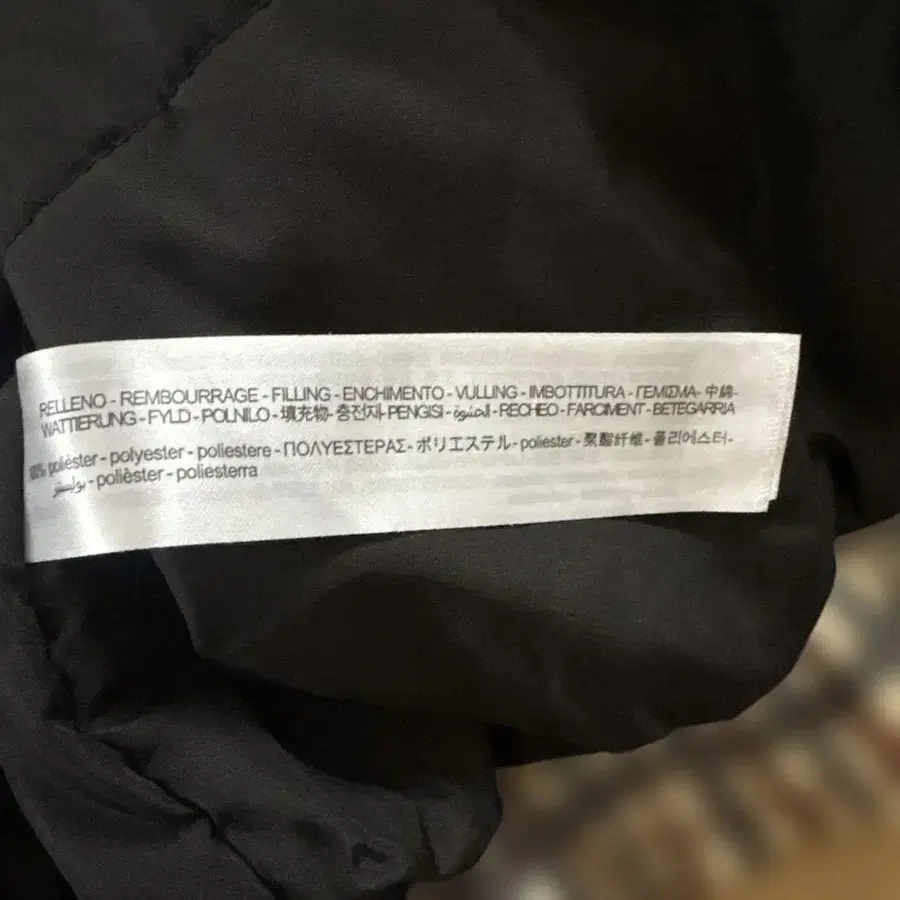 RELLENO - REMBOURRAGE - FILLING - ENCHIMENTO - VULLING - IMBOTTITURA - ΓΕΜΙΣΜΑ- 中綿-
WATTIERUNG - FYLD - POLNILO - 填充物- 충전재- PENGISI - الحشوة - RECHEO - FARCIMENT - BETEGARRIA
100% poliéster - polyester - poliestere - ΠΟΛΥΕΣΤΕΡΑΣ- ポリエステル - poliester - 聚酯纤维 - 폴리에스터-
بوليستر - polièster - poliesterra